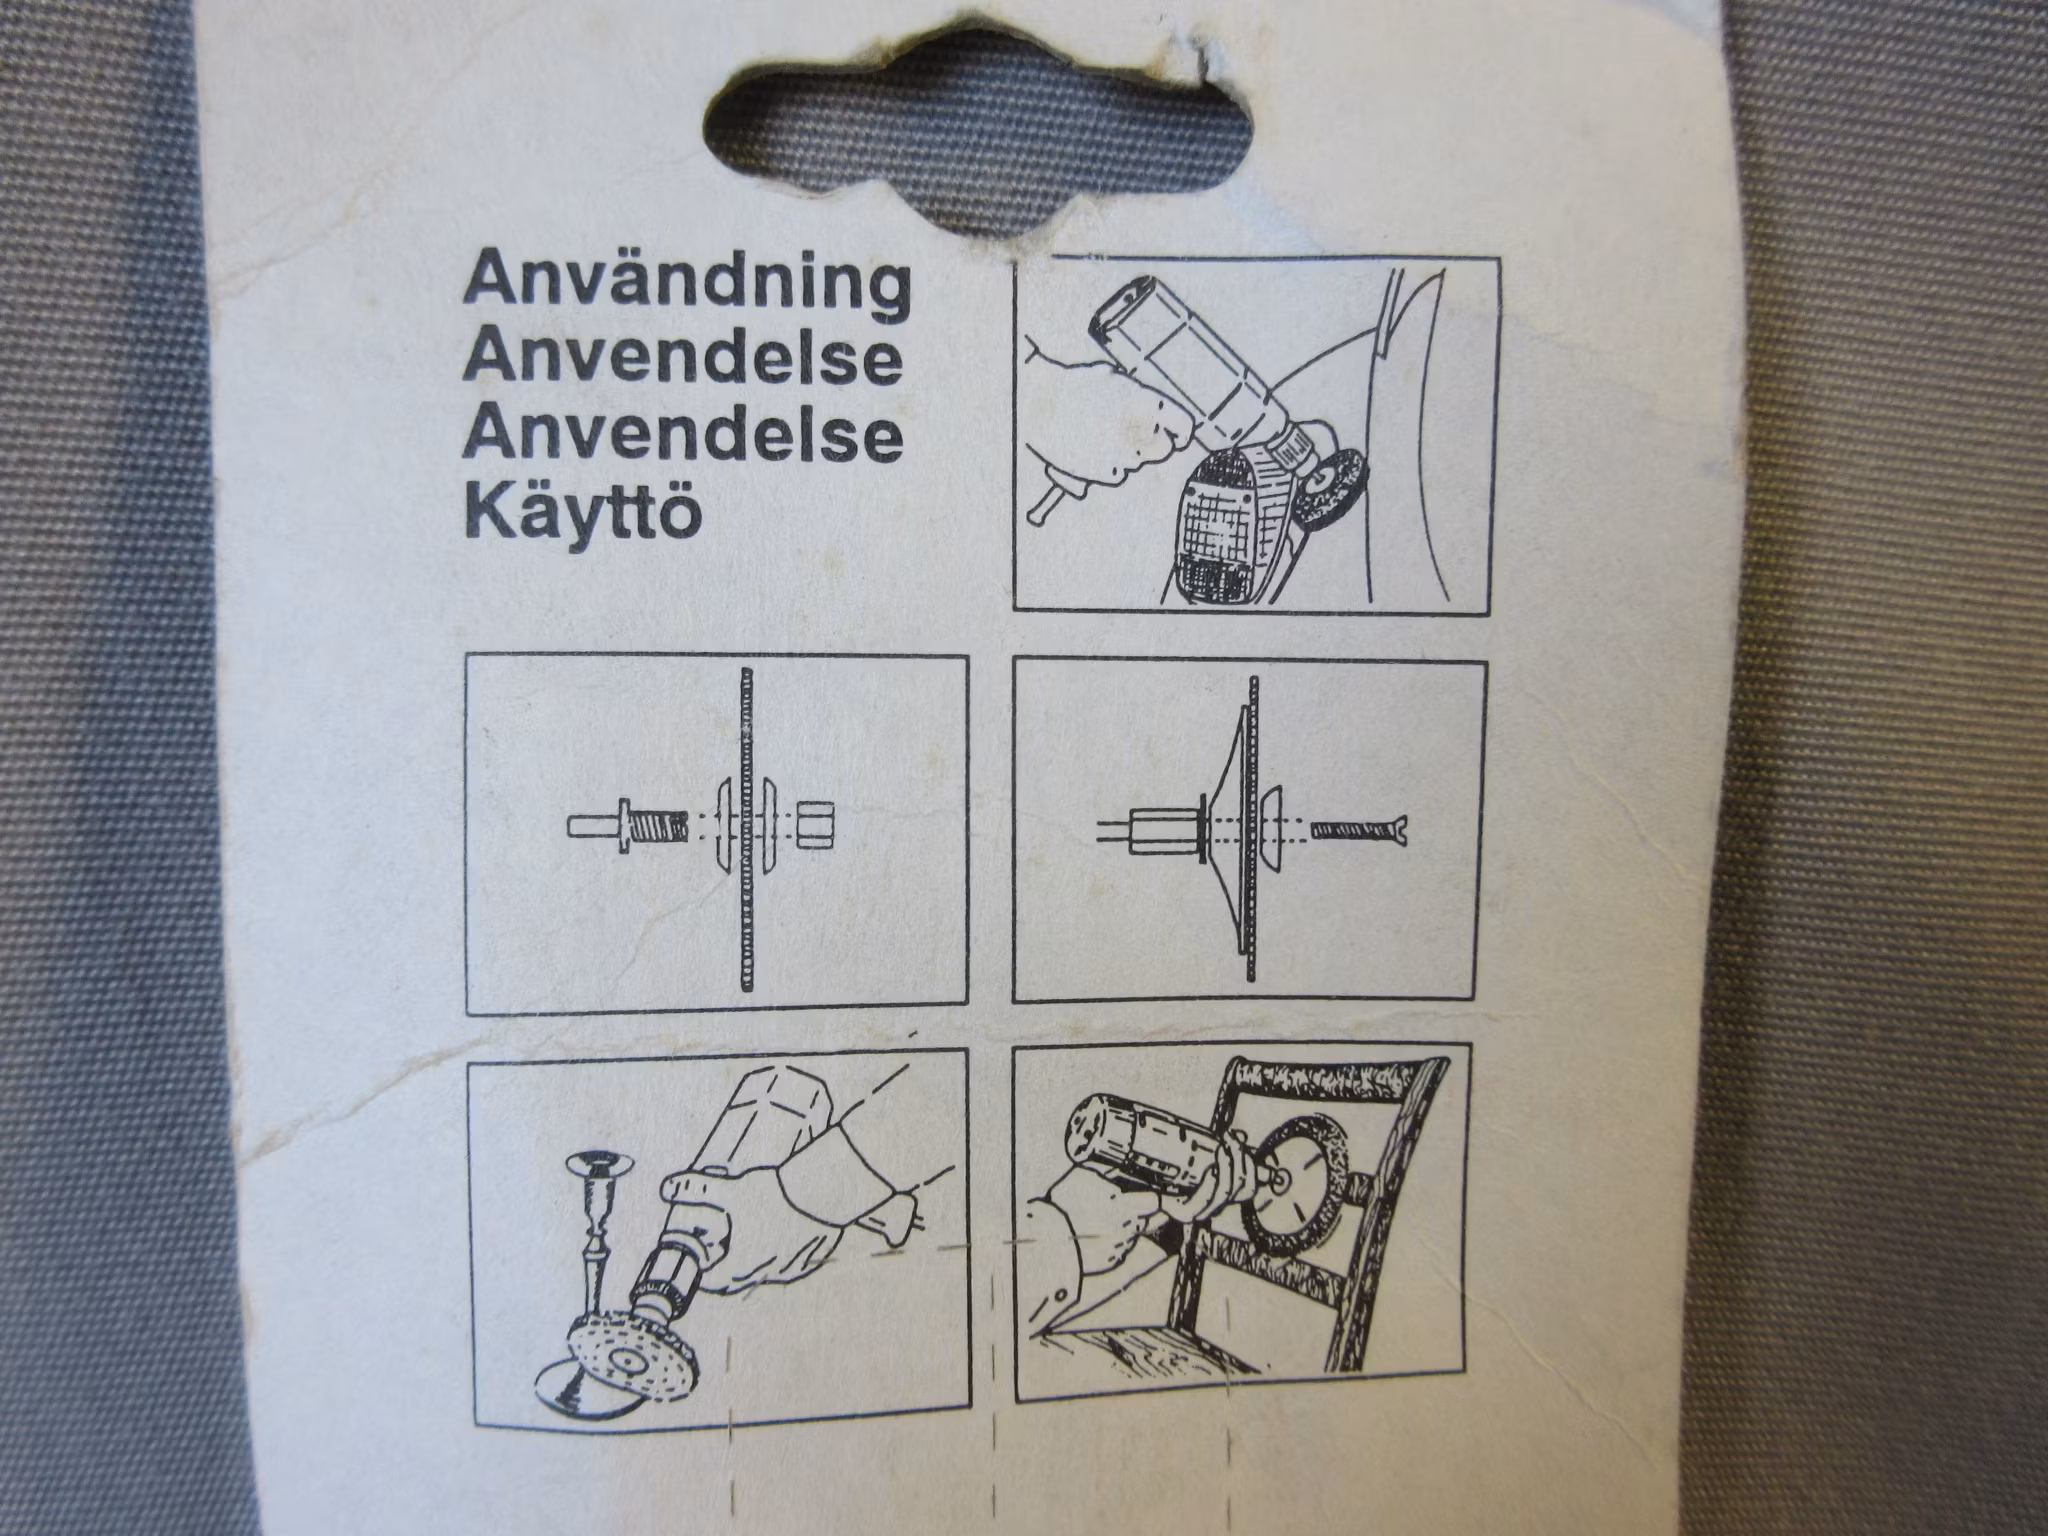 Användning
Anvendelse
Anvendelse
Käyttö